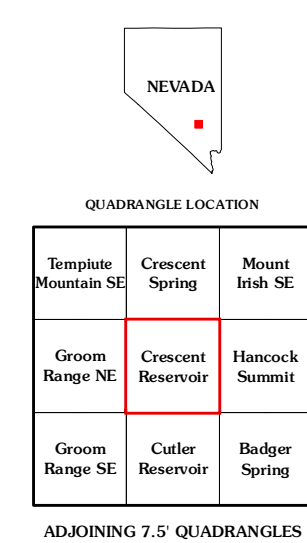 NEVADA
QUADRANGLE LOCATION
Tempiute
Mountain SE
Crescent
Spring
Mount
Irish SE
Groom
Range NE
Crescent
Reservoir
Hancock
Summit
Groom
Range SE
Cutler
Reservoir
Badger
Spring
ADJOINING 7.5' QUADRANGLES